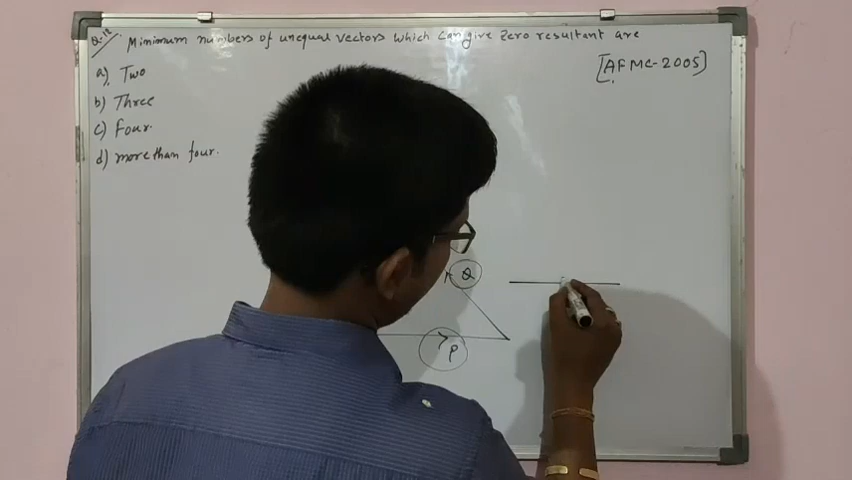 Q.12. Minimum numbers of unequal vectors which can give Zero resultant are
[AFMC-2005]
a) Two
b) Three
c) Four.
d) more than four.
Q
P